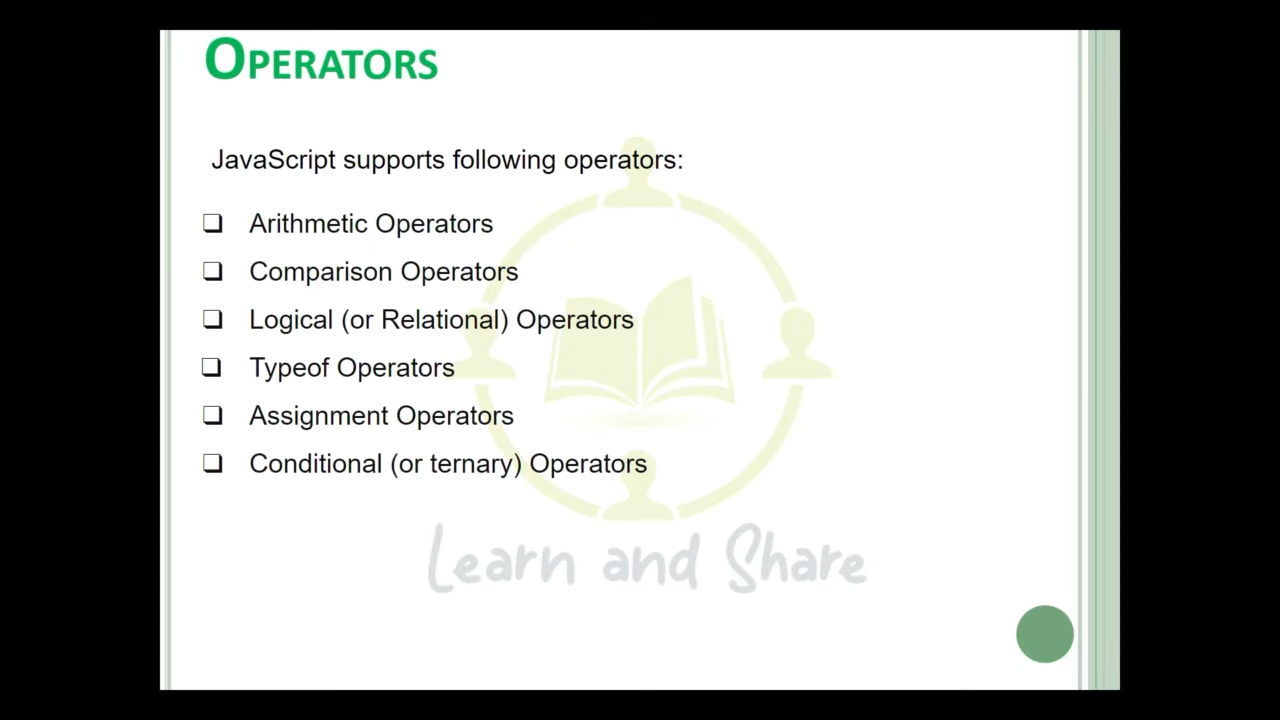 OPERATORS
JavaScript supports following operators:
❑ Arithmetic Operators
❑ Comparison Operators
❑ Logical (or Relational) Operators
❑ Typeof Operators
❑ Assignment Operators
❑ Conditional (or ternary) Operators
Learn and Share